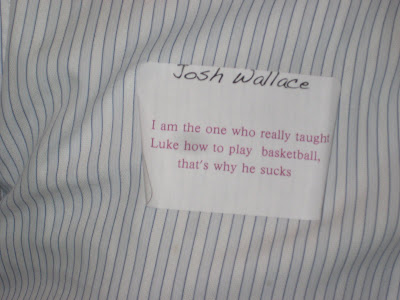 Josh Wallace
I am the one who really taught
Luke how to play basketball,
that's why he sucks